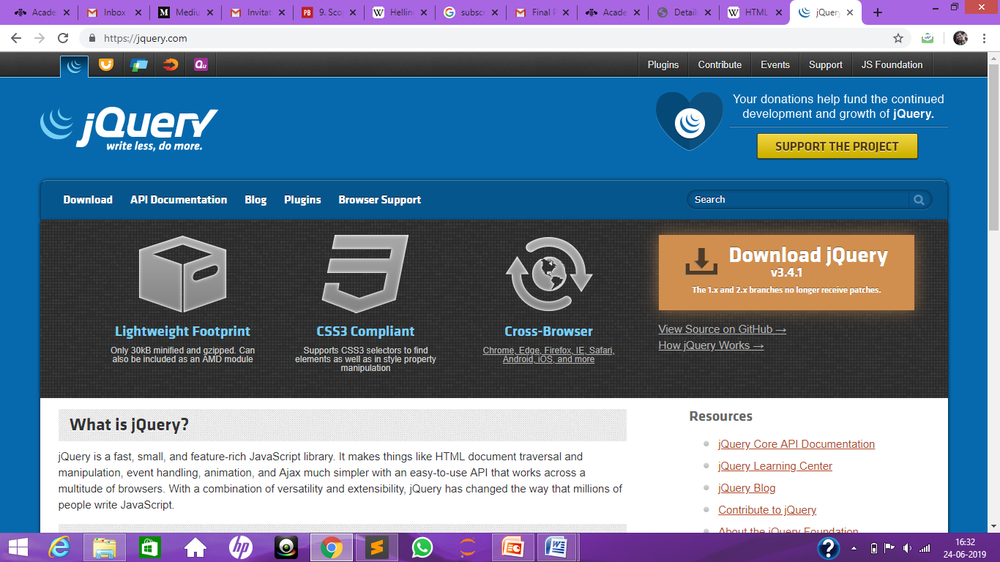 Acade
Inbox
Mediu
Invitat
9. Sco
Hellin
subsc
Final P
Acade
Detail
HTML
jQuery
https://jquery.com
Plugins
Contribute
Events
Support
JS Foundation
jQuery
write less, do more.
Your donations help fund the continued
development and growth of jQuery.
SUPPORT THE PROJECT
Download
API Documentation
Blog
Plugins
Browser Support
Search
Lightweight Footprint
Only 30kB minified and gzipped. Can
also be included as an AMD module
CSS3 Compliant
Supports CSS3 selectors to find
elements as well as in style property
manipulation
Cross-Browser
Chrome, Edge, Firefox, IE, Safari,
Android, iOS, and more
Download jQuery
v3.4.1
The 1.x and 2.x branches no longer receive patches.
View Source on GitHub →
How jQuery Works →
What is jQuery?
jQuery is a fast, small, and feature-rich JavaScript library. It makes things like HTML document traversal and
manipulation, event handling, animation, and Ajax much simpler with an easy-to-use API that works across a
multitude of browsers. With a combination of versatility and extensibility, jQuery has changed the way that millions of
people write JavaScript.
Resources
jQuery Core API Documentation
jQuery Learning Center
jQuery Blog
Contribute to jQuery
About the jQuery Foundation
16:32
24-06-2019